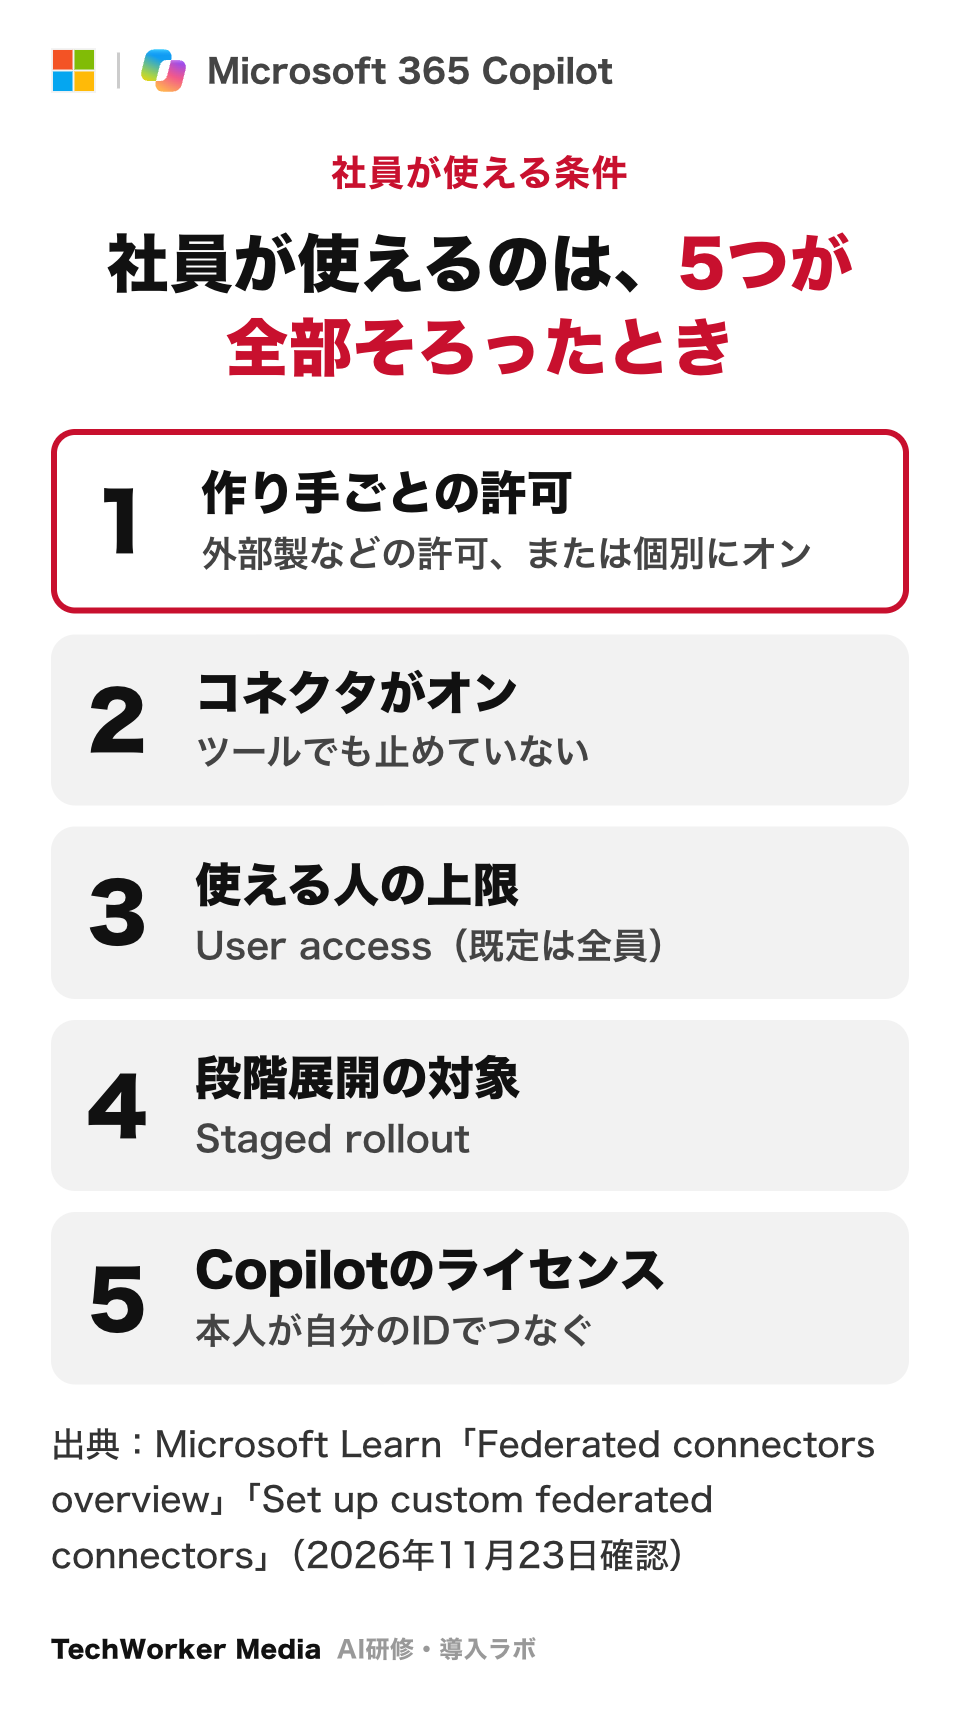 Microsoft 365 Copilot
社員が使える条件
社員が使えるのは、5つが
全部そろったとき
1
作り手ごとの許可
外部製などの許可、または個別にオン
2
コネクタがオン
ツールでも止めていない
3
使える人の上限
User access（既定は全員）
4
段階展開の対象
Staged rollout
5
Copilotのライセンス
本人が自分のIDでつなぐ
出典：Microsoft Learn「Federated connectors
overview」「Set up custom federated
connectors」（2026年11月23日確認）
TechWorker Media AI研修・導入ラボ